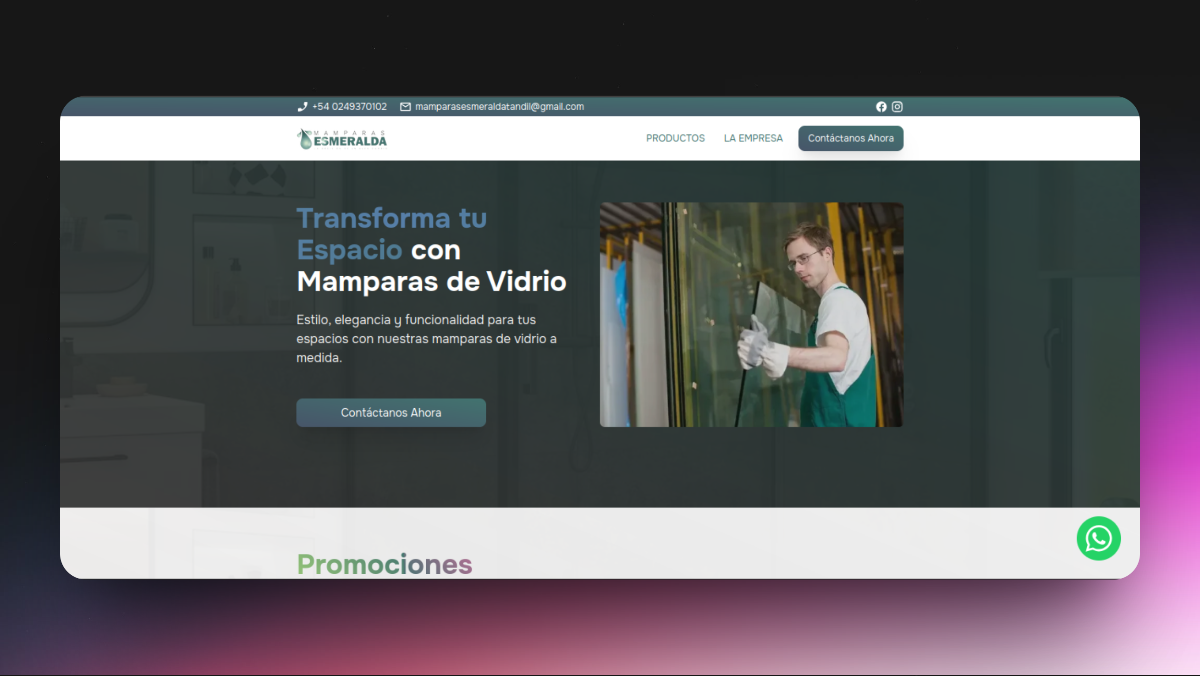 +54 0249370102 mamparasesmeraldatandil@gmail.com
MAMPARAS
ESMERALDA
PRODUCTOS LA EMPRESA Contáctanos Ahora
Transforma tu
Espacio con
Mamparas de Vidrio
Estilo, elegancia y funcionalidad para tus
espacios con nuestras mamparas de vidrio a
medida.
Contáctanos Ahora
Promociones